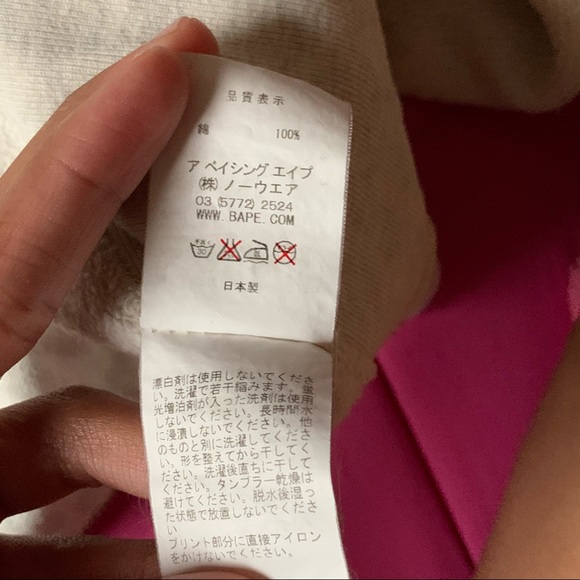 品質表示
綿 100%
ア ベイシング エイプ
㈱ ノーウエア
03 (5772) 2524
WWW. BAPE. COM
手洗イ
30
日本製
漂白剤は使用しないでくださ
い。洗濯で若干縮みます。蛍
光増泊剤が入った洗剤は使用
しないでください。長時間水
に浸漬しないでください。他
のものと別に洗濯してくださ
い。形を整えてから干してく
ださい。洗濯後直ちに干して
ください。タンブラー乾燥は
避けてください。脱水後湿っ
た状態で放置しないでくださ
い
プリント部分に直接アイロン
をかけないでください。